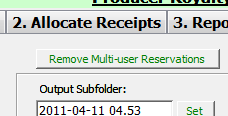 2. Allocate Receipts 3. Repo
Remove Multi-user Reservations
Output Subfolder:
2011-04-11 04.53 Set